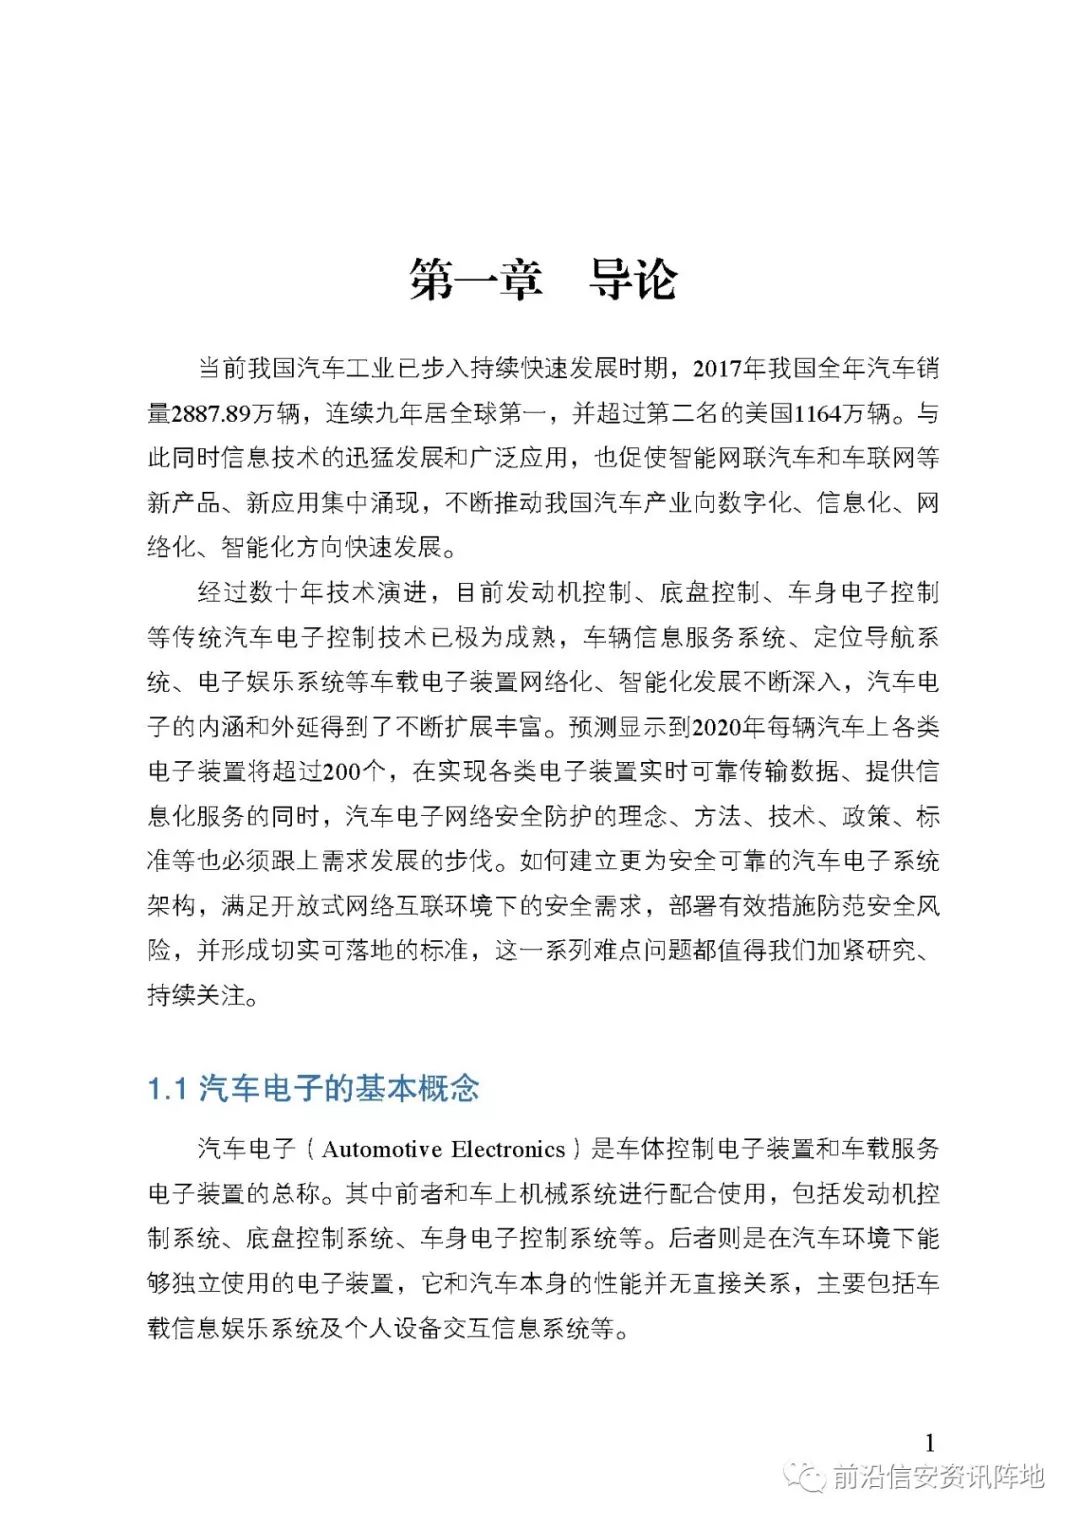 第一章 导论
当前我国汽车工业已步入持续快速发展时期，2017年我国全年汽车销
量2887.89万辆，连续九年居全球第一，并超过第二名的美国1164万辆。与
此同时信息技术的迅猛发展和广泛应用，也促使智能网联汽车和车联网等
新产品、新应用集中涌现，不断推动我国汽车产业向数字化、信息化、网
络化、智能化方向快速发展。
经过数十年技术演进，目前发动机控制、底盘控制、车身电子控制
等传统汽车电子控制技术已极为成熟，车辆信息服务系统、定位导航系
统、电子娱乐系统等车载电子装置网络化、智能化发展不断深入，汽车电
子的内涵和外延得到了不断扩展丰富。预测显示到2020年每辆汽车上各类
电子装置将超过200个，在实现各类电子装置实时可靠传输数据、提供信
息化服务的同时，汽车电子网络安全防护的理念、方法、技术、政策、标
准等也必须跟上需求发展的步伐。如何建立更为安全可靠的汽车电子系统
架构，满足开放式网络互联环境下的安全需求，部署有效措施防范安全风
险，并形成切实可落地的标准，这一系列难点问题都值得我们加紧研究、
持续关注。
1.1 汽车电子的基本概念
汽车电子（Automotive Electronics）是车体控制电子装置和车载服务
电子装置的总称。其中前者和车上机械系统进行配合使用，包括发动机控
制系统、底盘控制系统、车身电子控制系统等。后者则是在汽车环境下能
够独立使用的电子装置，它和汽车本身的性能并无直接关系，主要包括车
载信息娱乐系统及个人设备交互信息系统等。
1
前沿信安资讯阵地